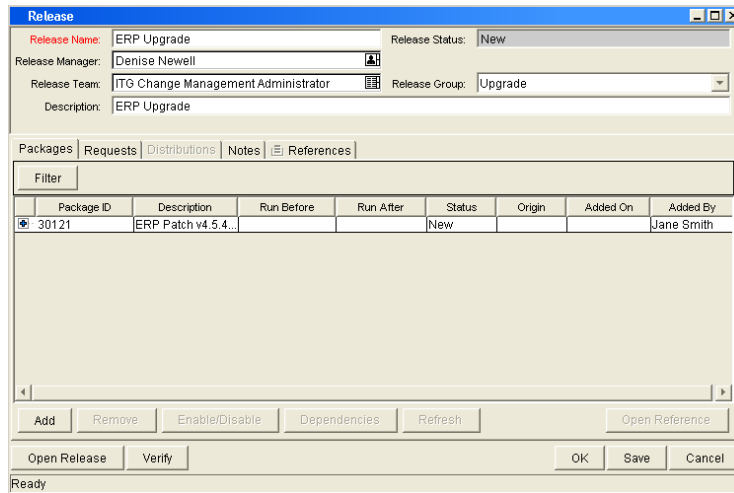 Release
Release Name: ERP Upgrade Release Status: New
Release Manager: Denise Newell
Release Team: ITG Change Management Administrator Release Group: Upgrade
Description: ERP Upgrade
Packages Requests Distributions Notes References
Filter
Package ID Description Run Before Run After Status Origin Added On Added By
30121 ERP Patch v4.5.4... New Jane Smith
Add Remove Enable/Disable Dependencies Refresh Open Reference
Open Release Verify OK Save Cancel
Ready